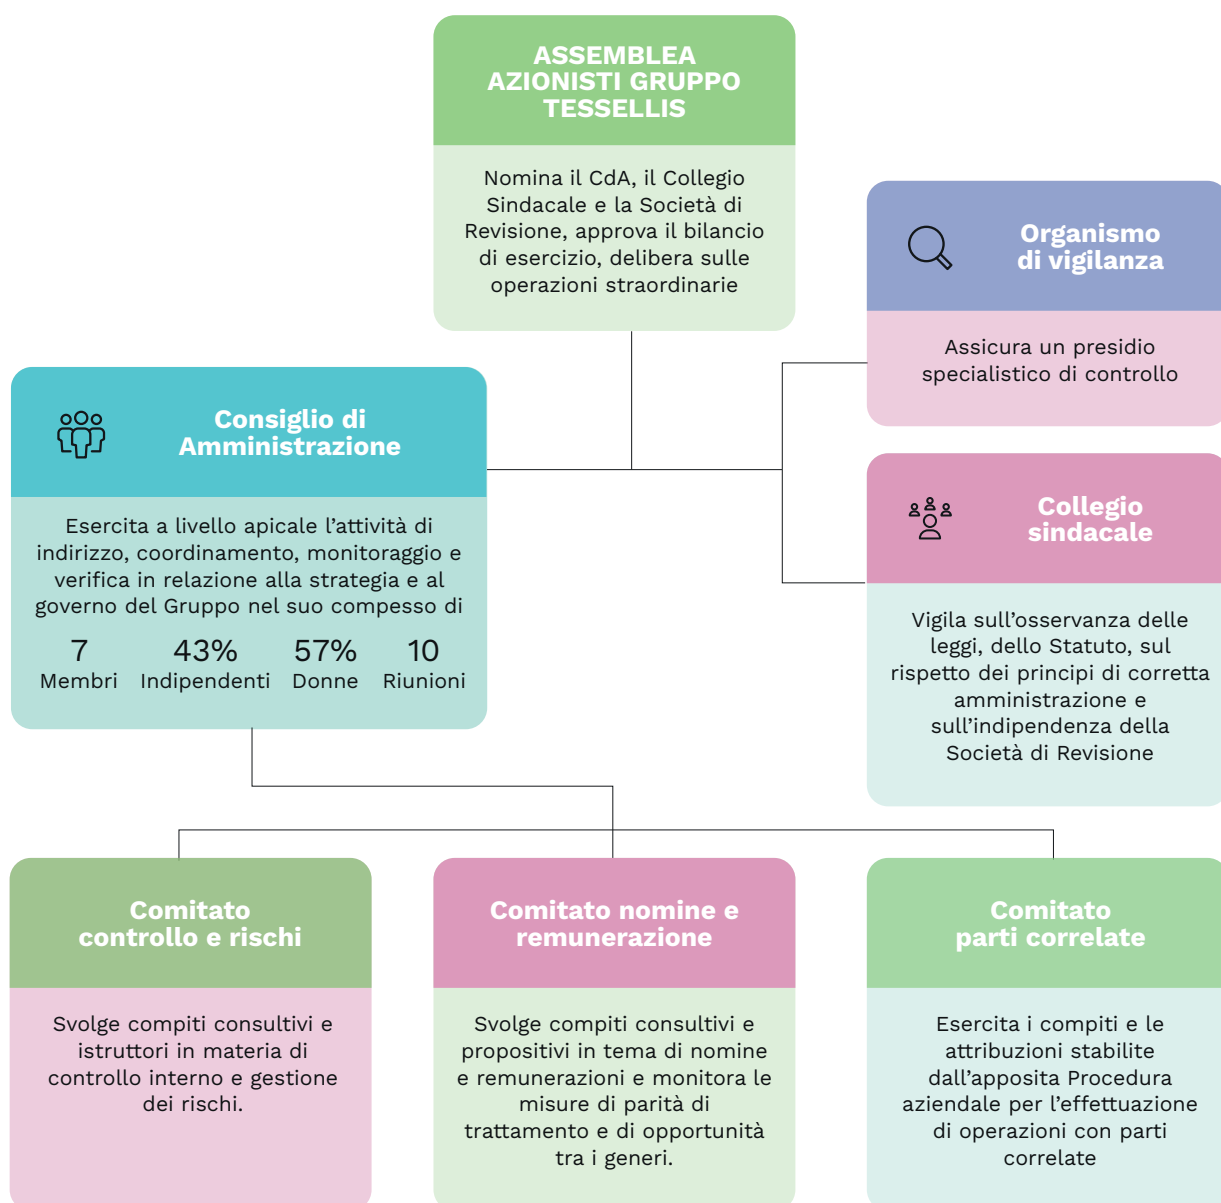 ASSEMBLEA
AZIONISTI GRUPPO
TESSELLIS
Nomina il CdA, il Collegio
Sindacale e la Società di
Revisione, approva il bilancio
di esercizio, delibera sulle
operazioni straordinarie
Organismo
di vigilanza
Assicura un presidio
specialistico di controllo
Consiglio di
Amministrazione
Esercita a livello apicale l’attività di
indirizzo, coordinamento, monitoraggio e
verifica in relazione alla strategia e al
governo del Gruppo nel suo compesso di
7 43% 57% 10
Membri Indipendenti Donne Riunioni
Collegio
sindacale
Vigila sull’osservanza delle
leggi, dello Statuto, sul
rispetto dei principi di corretta
amministrazione e
sull’indipendenza della
Società di Revisione
Comitato
controllo e rischi
Svolge compiti consultivi e
istruttori in materia di
controllo interno e gestione
dei rischi.
Comitato nomine e
remunerazione
Svolge compiti consultivi e
propositivi in tema di nomine
e remunerazioni e monitora le
misure di parità di
trattamento e di opportunità
tra i generi.
Comitato
parti correlate
Esercita i compiti e le
attribuzioni stabilite
dall’apposita Procedura
aziendale per l’effettuazione
di operazioni con parti
correlate